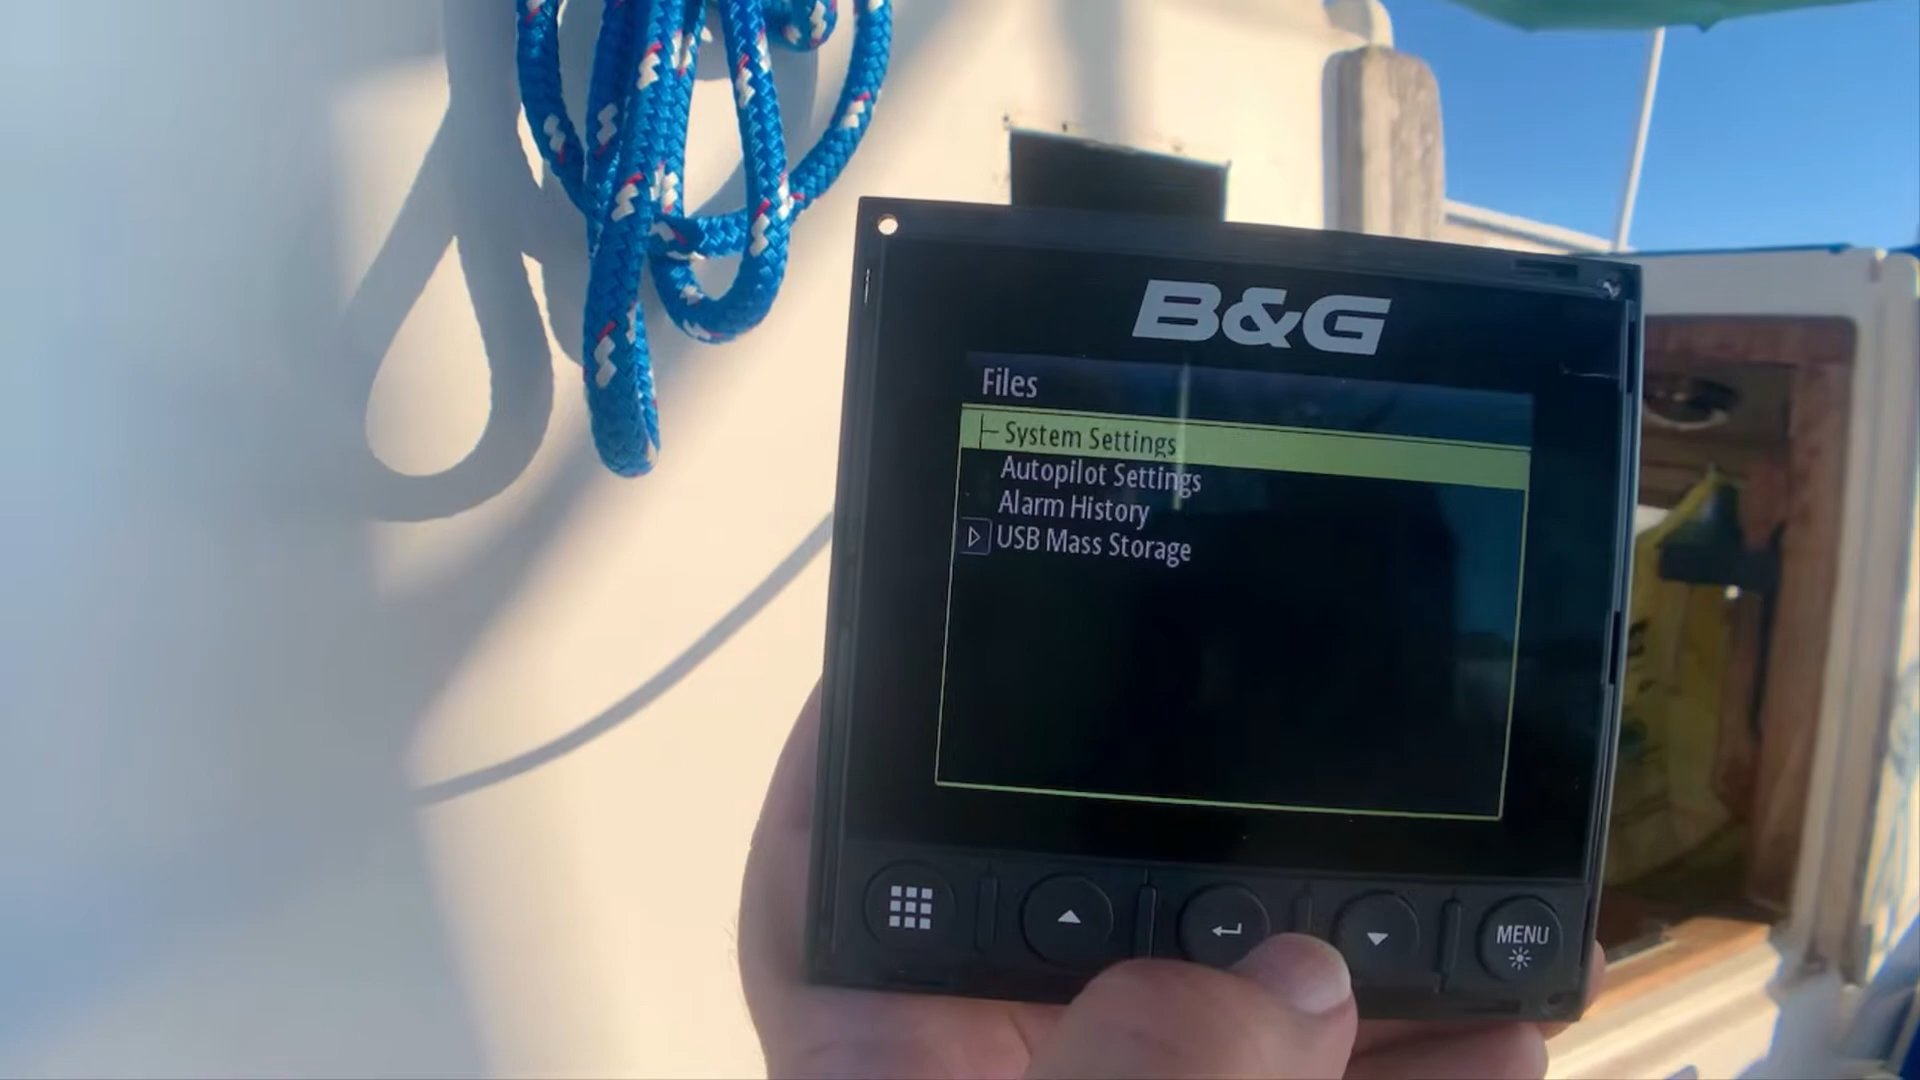 B&G
Files
System Settings
Autopilot Settings
Alarm History
USB Mass Storage
MENU